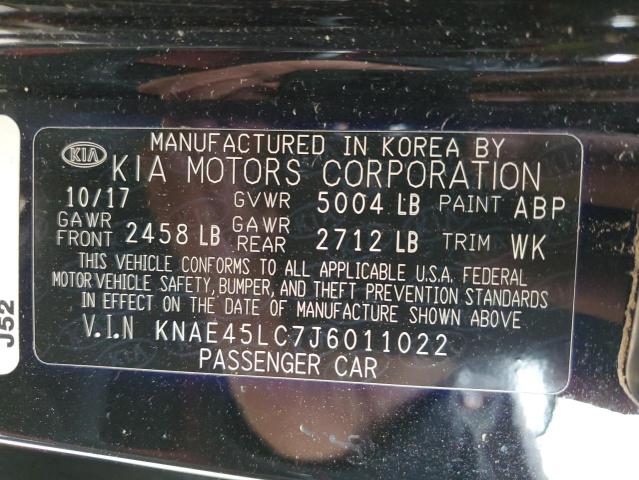 MANUFACTURED IN KOREA BY
KIA KIA MOTORS CORPORATION
10/17 GVWR 5004 LB PAINT ABP
GAWR FRONT 2458 LB GAWR REAR 2712 LB TRIM WK
THIS VEHICLE CONFORMS TO ALL APPLICABLE U.S.A. FEDERAL
MOTOR VEHICLE SAFETY, BUMPER, AND THEFT PREVENTION STANDARDS
IN EFFECT ON THE DATE OF MANUFACTURE SHOWN ABOVE
V.I.N KNAE45LC7J6011022
PASSENGER CAR
J52